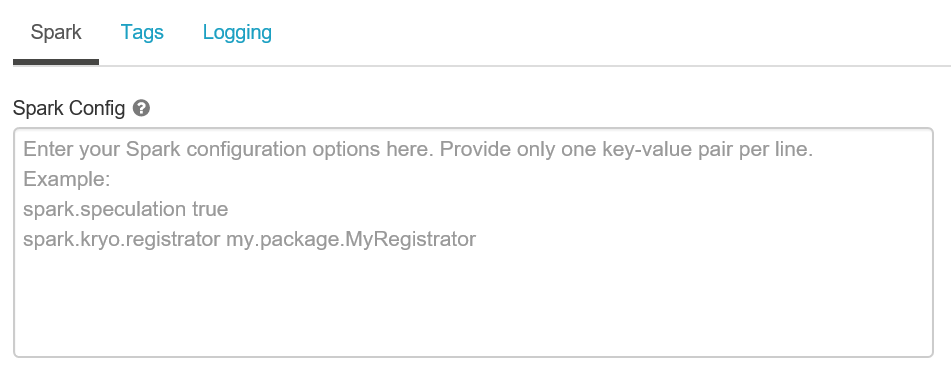 Spark Tags Logging
Spark Config ?
Enter your Spark configuration options here. Provide only one key-value pair per line.
Example:
spark.speculation true
spark.kryo.registrator my.package.MyRegistrator